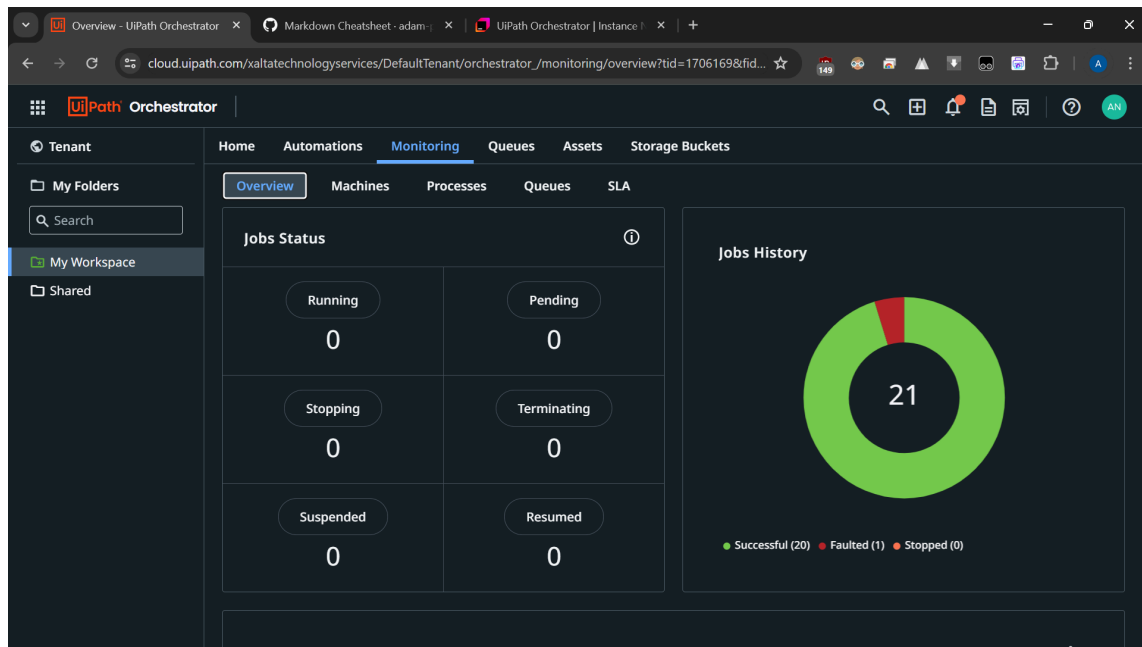 Overview - UiPath Orchestrator
Markdown Cheatsheet · adam-p
UiPath Orchestrator | Instance
cloud.uipath.com/xaltatechnologyservices/DefaultTenant/orchestrator_/monitoring/overview?tid=1706169&fid...
149
A
UiPath Orchestrator
AN
Tenant
Home Automations Monitoring Queues Assets Storage Buckets
My Folders
Overview Machines Processes Queues SLA
Search
My Workspace
Shared
Jobs Status
Running Pending
0 0
Stopping Terminating
0 0
Suspended Resumed
0 0
Jobs History
21
Successful (20) Faulted (1) Stopped (0)